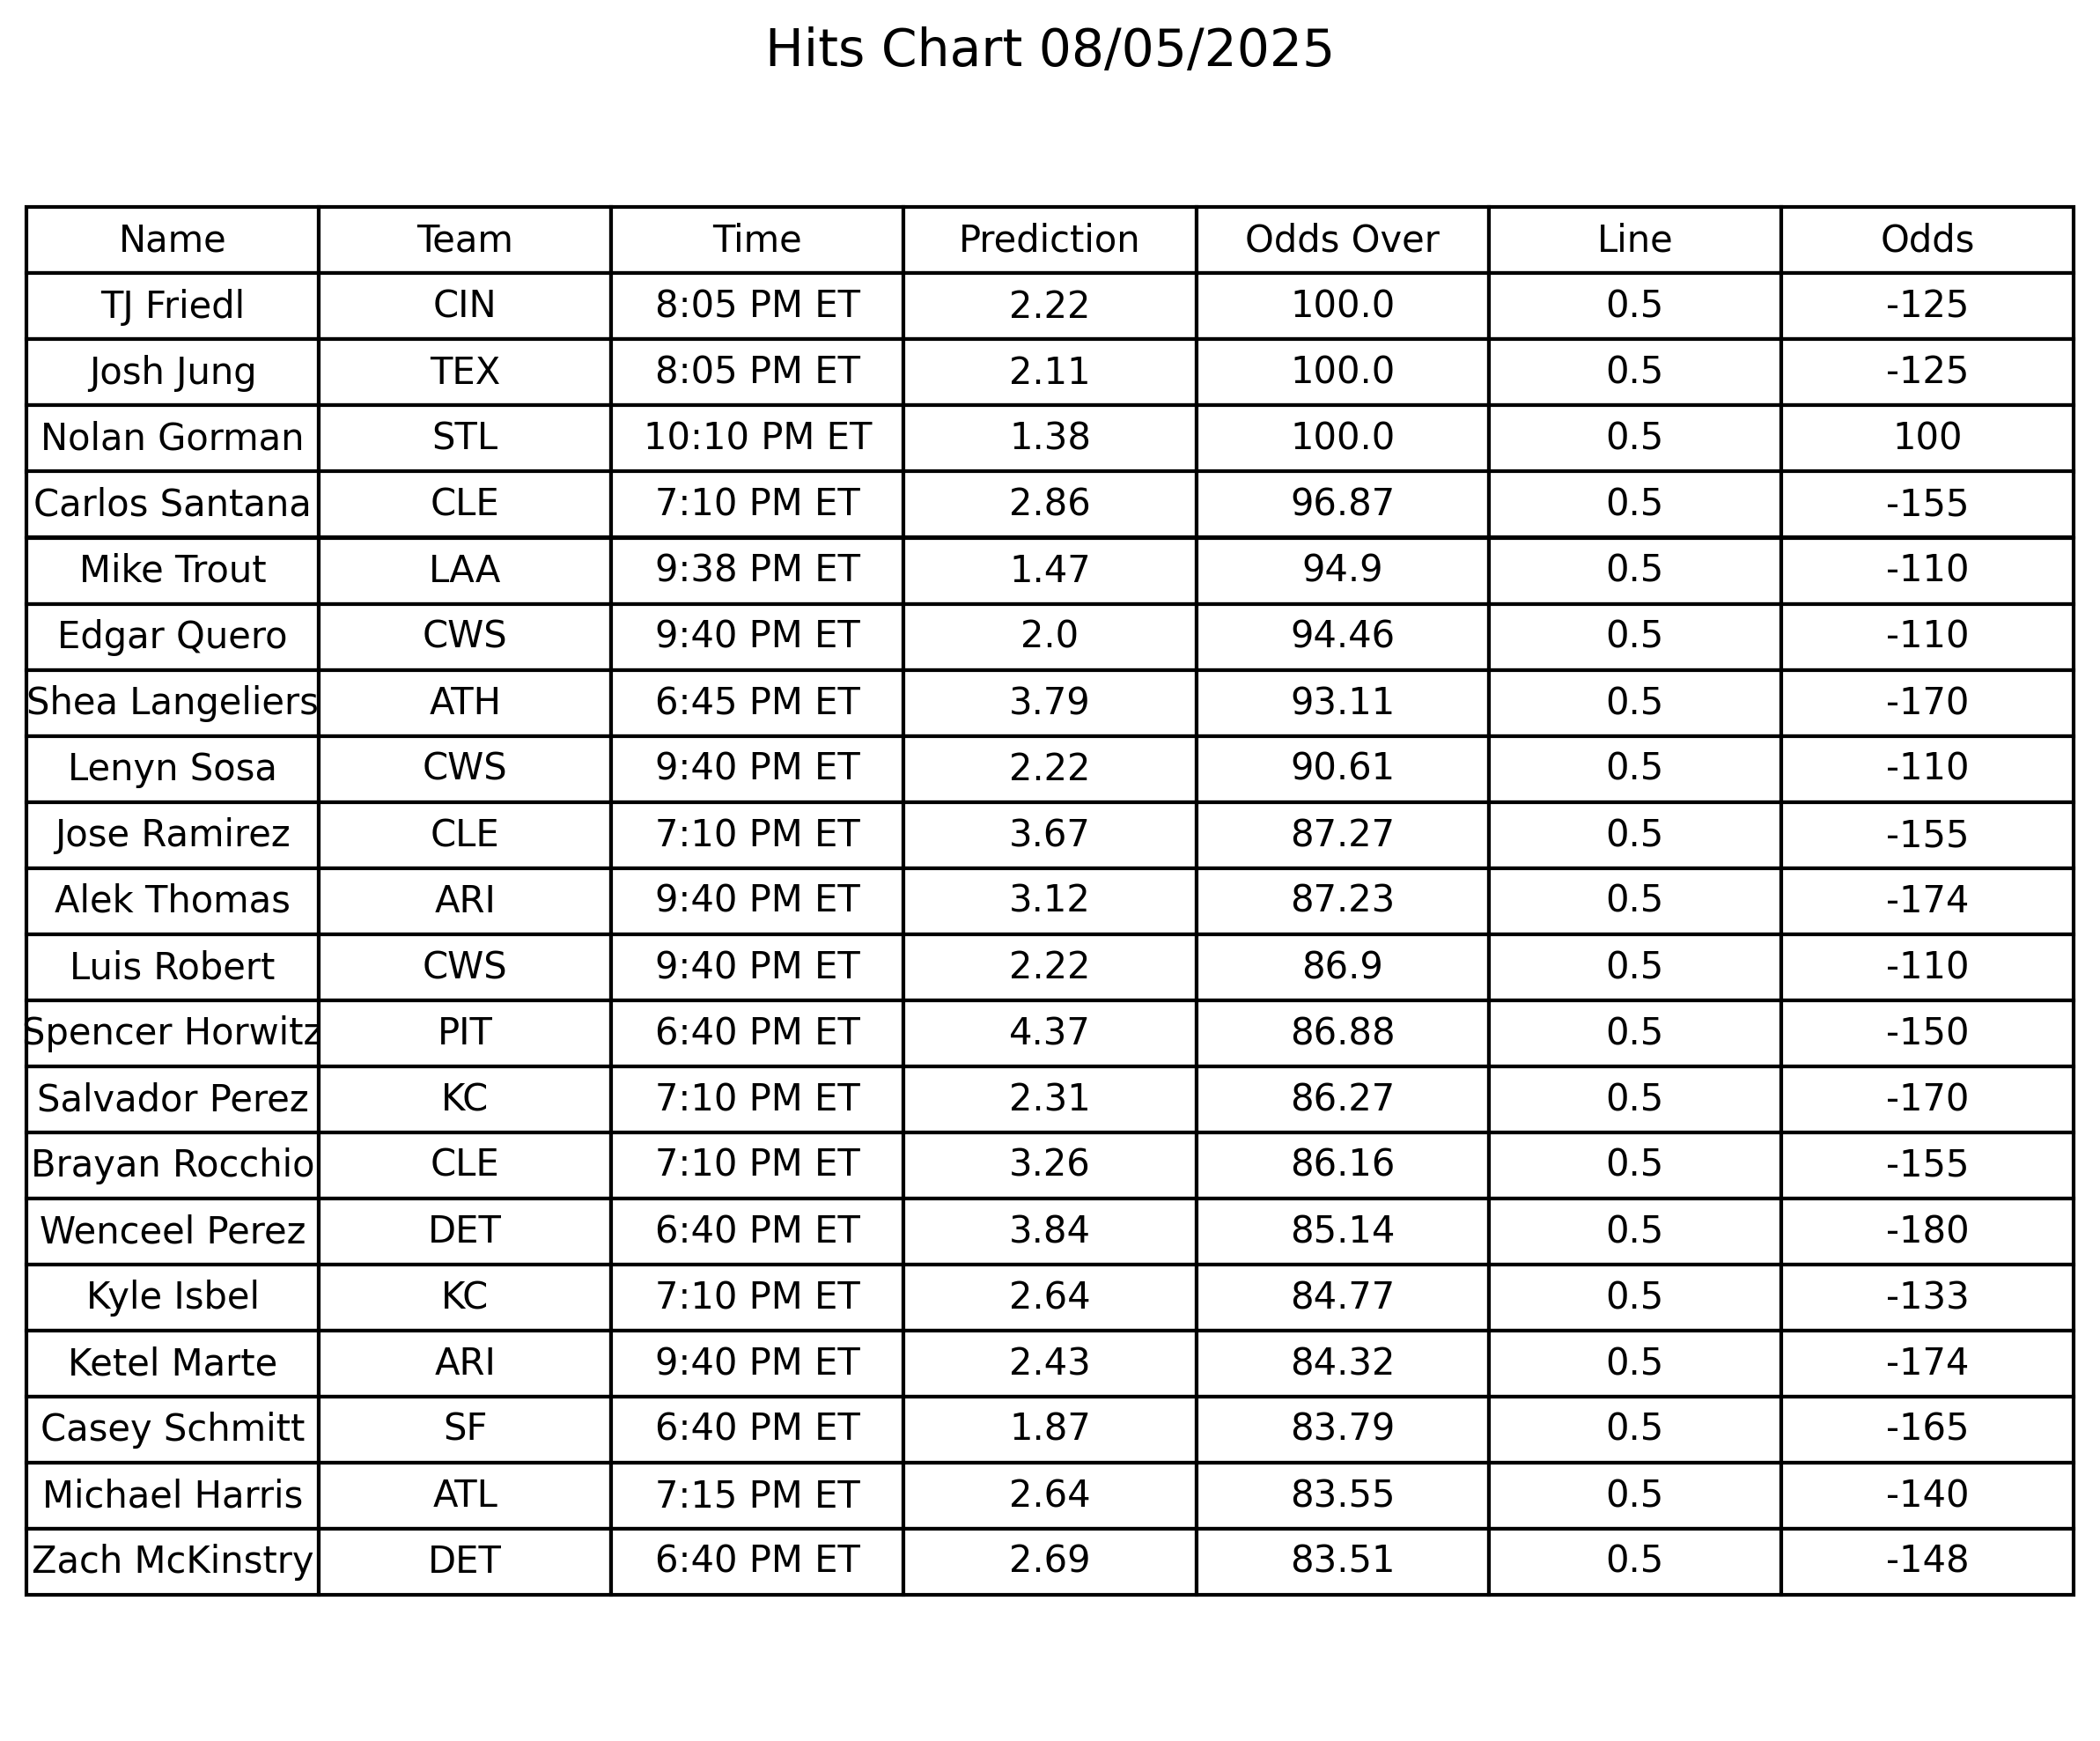 Hits Chart 08/05/2025
Name Team Time Prediction Odds Over Line Odds
TJ Friedl CIN 8:05 PM ET 2.22 100.0 0.5 -125
Josh Jung TEX 8:05 PM ET 2.11 100.0 0.5 -125
Nolan Gorman STL 10:10 PM ET 1.38 100.0 0.5 100
Carlos Santana CLE 7:10 PM ET 2.86 96.87 0.5 -155
Mike Trout LAA 9:38 PM ET 1.47 94.9 0.5 -110
Edgar Quero CWS 9:40 PM ET 2.0 94.46 0.5 -110
Shea Langeliers ATH 6:45 PM ET 3.79 93.11 0.5 -170
Lenyn Sosa CWS 9:40 PM ET 2.22 90.61 0.5 -110
Jose Ramirez CLE 7:10 PM ET 3.67 87.27 0.5 -155
Alek Thomas ARI 9:40 PM ET 3.12 87.23 0.5 -174
Luis Robert CWS 9:40 PM ET 2.22 86.9 0.5 -110
Spencer Horwitz PIT 6:40 PM ET 4.37 86.88 0.5 -150
Salvador Perez KC 7:10 PM ET 2.31 86.27 0.5 -170
Brayan Rocchio CLE 7:10 PM ET 3.26 86.16 0.5 -155
Wenceel Perez DET 6:40 PM ET 3.84 85.14 0.5 -180
Kyle Isbel KC 7:10 PM ET 2.64 84.77 0.5 -133
Ketel Marte ARI 9:40 PM ET 2.43 84.32 0.5 -174
Casey Schmitt SF 6:40 PM ET 1.87 83.79 0.5 -165
Michael Harris ATL 7:15 PM ET 2.64 83.55 0.5 -140
Zach McKinstry DET 6:40 PM ET 2.69 83.51 0.5 -148